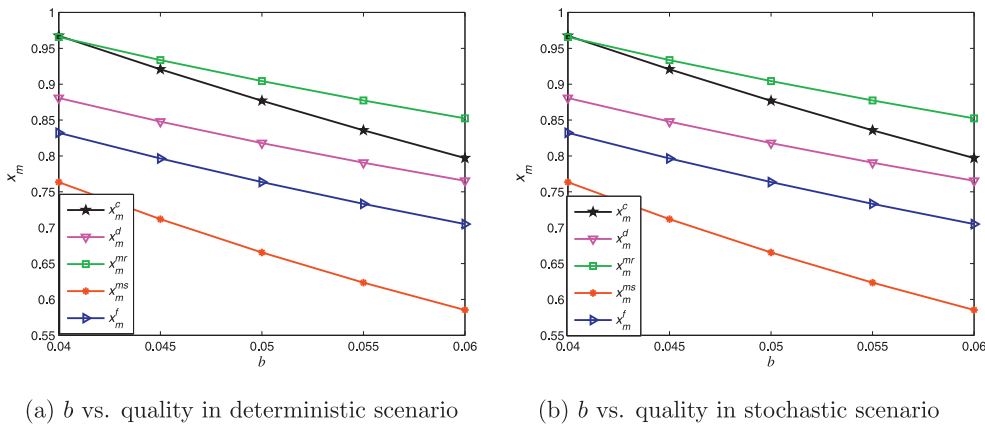 1
0.95
0.9
0.85
0.8
0.75
0.7
0.65
0.6
0.55
x_m
0.04
0.045
0.05
0.055
0.06
b
x_m^c
x_m^d
x_m^mr
x_m^ms
x_m^f
(a) b vs. quality in deterministic scenario
1
0.95
0.9
0.85
0.8
0.75
0.7
0.65
0.6
0.55
x_m
0.04
0.045
0.05
0.055
0.06
b
x_m^c
x_m^d
x_m^mr
x_m^ms
x_m^f
(b) b vs. quality in stochastic scenario